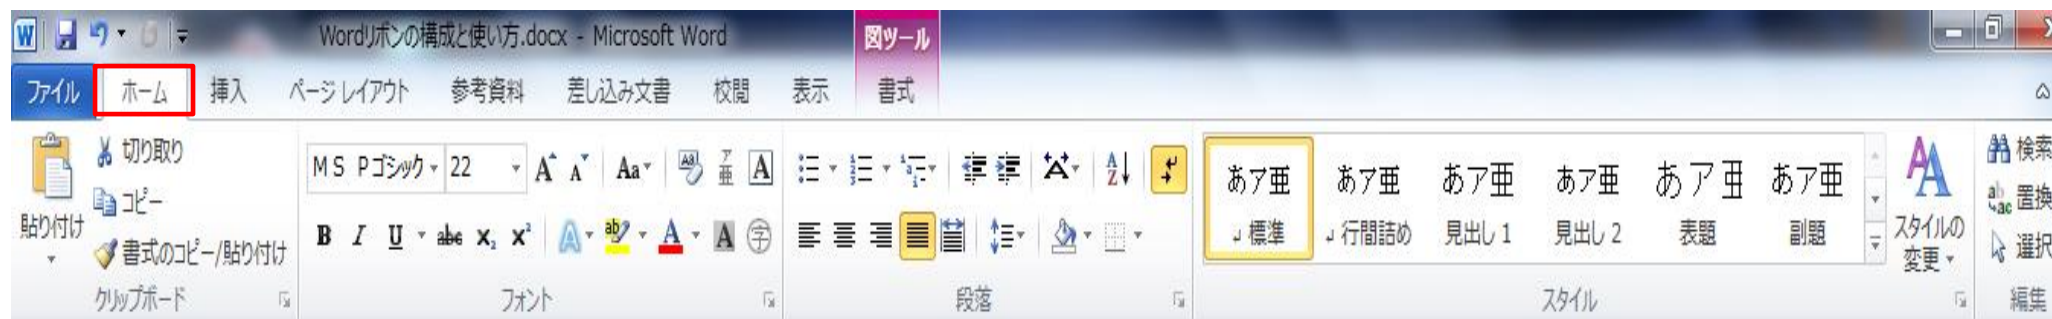 Wordリボンの構成と使い方.docx - Microsoft Word
図ツール
ファイル ホーム 挿入 ページ レイアウト 参考資料 差し込み文書 校閲 表示 書式
貼り付け
切り取り
コピー
書式のコピー/貼り付け
クリップボード
MS Pゴシック 22
フォント
段落
あア亜 あア亜 あア亜 あア亜 あア亜 あア亜
標準 行間詰め 見出し 1 見出し 2 表題 副題
スタイルの
変更
スタイル
検索
置換
選択
編集